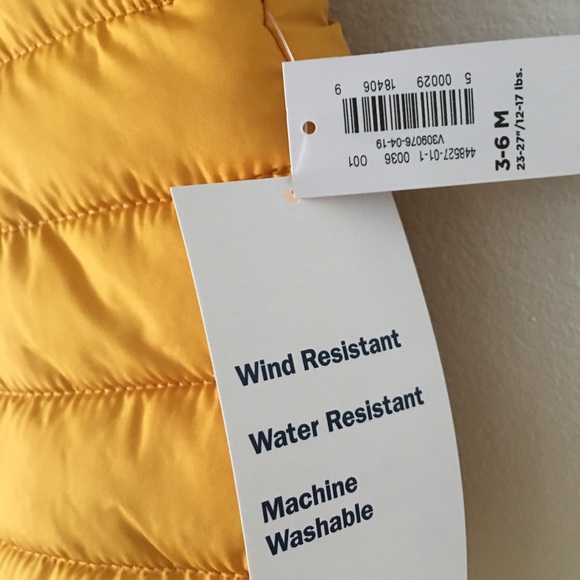 5 00029 18406 9
448527-01-1 0036 001
V309076-04-19
3-6 M
23-27"/12-17 lbs.
Wind Resistant
Water Resistant
Machine
Washable